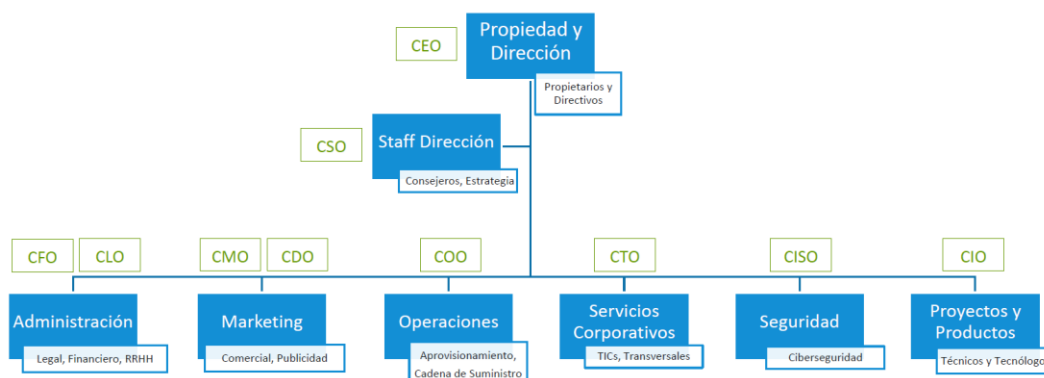 CEO
Propiedad y
Dirección
Propietarios y
Directivos
CSO
Staff Dirección
Consejeros, Estrategia
CFO
CLO
CMO
CDO
COO
CTO
CISO
CIO
Administración
Legal, Financiero, RRHH
Marketing
Comercial, Publicidad
Operaciones
Aprovisionamiento,
Cadena de Suministro
Servicios
Corporativos
TICs, Transversales
Seguridad
Ciberseguridad
Proyectos y
Productos
Técnicos y Tecnólogo